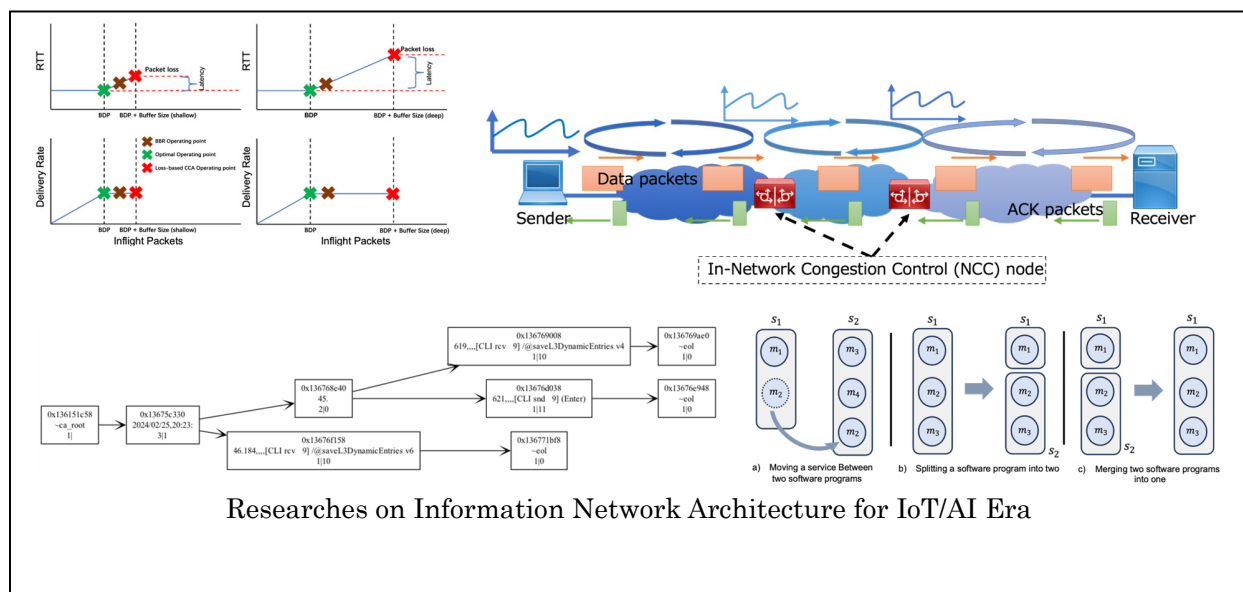 RTT
Packet loss
Latency
BDP
BDP + Buffer Size (shallow)
RTT
Packet loss
Latency
BDP
BDP + Buffer Size (deep)
Delivery Rate
BBR Operating point
Optimal Operating point
Loss-based CCA Operating point
BDP
BDP + Buffer Size (shallow)
Inflight Packets
Delivery Rate
BDP
BDP + Buffer Size (deep)
Inflight Packets
Data packets
Sender
ACK packets
Receiver
In-Network Congestion Control (NCC) node
0x136151c58
~ca_root
1|
0x13675c330
2024/02/25,20:23:
3|1
0x136768e40
45.
2|0
0x13676f158
46.184,,,,[CLI rcv 9] /@saveL3DynamicEntries v6
1|10
0x136769008
619,,,,[CLI rcv 9] /@saveL3DynamicEntries v4
1|10
0x13676d038
621,,,,[CLI snd 9] (Enter)
1|11
0x136771bf8
~eol
1|0
0x136769ae0
~eol
1|0
0x13676e948
~eol
1|0
s1
m1
m2
s2
m3
m4
m2
a) Moving a service Between
two software programs
s1
m1
m2
m3
s1
m1
m2
m3
s2
b) Splitting a software program into two
s1
m1
m2
m3
s2
s1
m1
m2
m3
c) Merging two software programs
into one
Researches on Information Network Architecture for IoT/AI Era